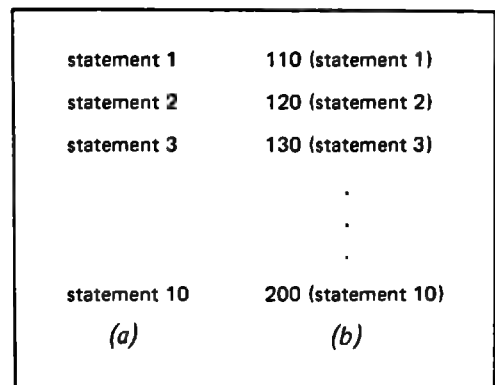 statement 1 110 (statement 1)
statement 2 120 (statement 2)
statement 3 130 (statement 3)
.
.
.
statement 10 200 (statement 10)
(a) (b)